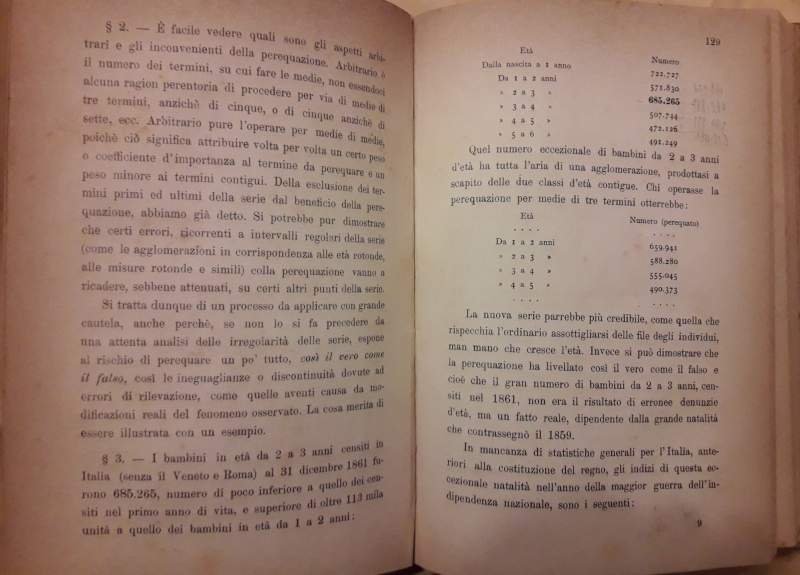 § 2. — È facile vedere quali sono gli aspetti arbi-
trari e gli inconvenienti della perequazione. Arbitrario è
il numero dei termini, su cui fare le medie, non essendoci
alcuna ragion perentoria di procedere per via di medie di
tre termini, anzichè di cinque, o di cinque anzichè di
sette, ecc. Arbitrario pure l'operare per medie di medie,
poichè ciò significa attribuire volta per volta un certo peso
o coefficiente d'importanza al termine da perequare e un
peso minore ai termini contigui. Della esclusione dei ter-
mini primi ed ultimi della serie dal beneficio della pere-
quazione, abbiamo già detto. Si potrebbe pur dimostrare
che certi errori, ricorrenti a intervalli regolari della serie
(come le agglomerazioni in corrispondenza alle età rotonde,
alle misure rotonde e simili) colla perequazione vanno a
ricadere, sebbene attenuati, su certi altri punti della serie.
Si tratta dunque di un processo da applicare con grande
cautela, anche perchè, se non lo si fa precedere da
una attenta analisi delle irregolarità delle serie, espone
al rischio di perequare un po' tutto, così il vero come
il falso, così le ineguaglianze o discontinuità dovute ad
errori di rilevazione, come quelle aventi causa da mo-
dificazioni reali del fenomeno osservato. La cosa merita di
essere illustrata con un esempio.
§ 3. — I bambini in età da 2 a 3 anni censiti in
Italia (senza il Veneto e Roma) al 31 dicembre 1861 fu-
rono 685.265, numero di poco inferiore a quello dei cen-
siti nel primo anno di vita, e superiore di oltre 113 mila
unità a quello dei bambini in età da 1 a 2 anni:
129
Età Numero
Dalla nascita a 1 anno 722.727
Da 1 a 2 anni 571.830
» 2 a 3 » 685.265
» 3 a 4 » 507.744
» 4 a 5 » 472.126
» 5 a 6 » 491.249
Quel numero eccezionale di bambini da 2 a 3 anni
d'età ha tutta l'aria di una agglomerazione, prodottasi a
scapito delle due classi d'età contigue. Chi operasse la
perequazione per medie di tre termini otterrebbe:
Età Numero (perequato)
. . . . . . . .
Da 1 a 2 anni 659.941
» 2 a 3 » 588.280
» 3 a 4 » 555.045
» 4 a 5 » 490.373
. . . . . . . .
La nuova serie parrebbe più credibile, come quella che
rispecchia l'ordinario assottigliarsi delle file degli individui,
man mano che cresce l'età. Invece si può dimostrare che
la perequazione ha livellato così il vero come il falso e
cioè che il gran numero di bambini da 2 a 3 anni, cen-
siti nel 1861, non era il risultato di erronee denunzie
d'età, ma un fatto reale, dipendente dalla grande natalità
che contrassegnò il 1859.
In mancanza di statistiche generali per l'Italia, ante-
riori alla costituzione del regno, gli indizi di questa ec-
cezionale natalità nell'anno della maggior guerra dell'in-
dipendenza nazionale, sono i seguenti:
9